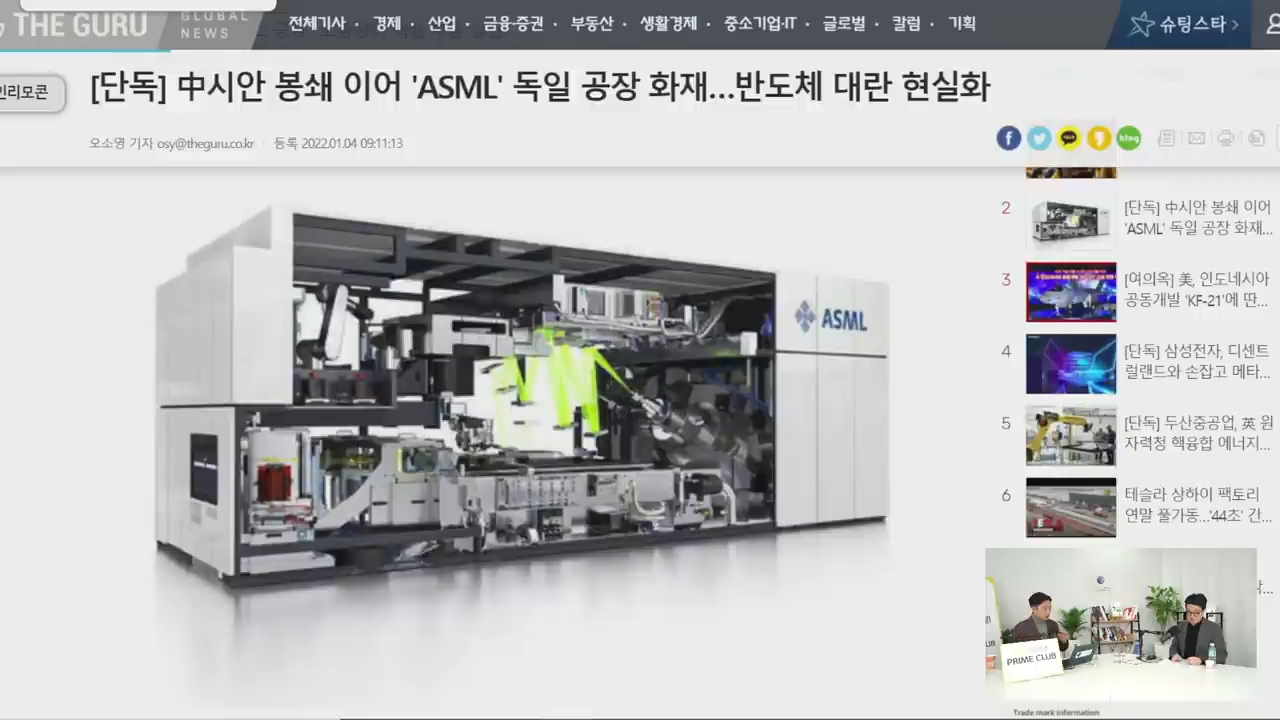 THE GURU
GLOBAL
NEWS
전체기사 · 경제 · 산업 · 금융·증권 · 부동산 · 생활경제 · 중소기업·IT · 글로벌 · 칼럼 · 기획
슈팅스타
인리모콘
[단독] 中시안 봉쇄 이어 'ASML' 독일 공장 화재...반도체 대란 현실화
오소영 기자 osy@theguru.co.kr
등록 2022.01.04 09:11:13
blog
ASML
2
[단독] 中시안 봉쇄 이어
'ASML' 독일 공장 화재...
3
[여의옥] 美, 인도네시아
공동개발 'KF-21'에 딴...
4
[단독] 삼성전자, 디센트
럴랜드와 손잡고 메타...
5
[단독] 두산중공업, 英 원
자력청 핵융합 에너지...
6
테슬라 상하이 팩토리
연말 풀가동...'44초' 간...
PRIME CLUB
Trade mark information